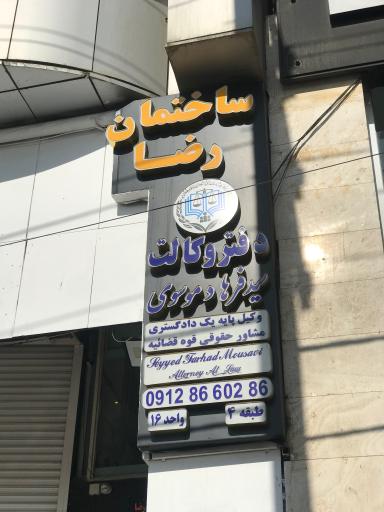 ساختمان
رضا
دفتر وکالت
سید فرهاد موسوی
وکیل پایه یک دادگستری
مشاور حقوقی قوه قضائیه
Seyyed Farhad Mousavi
Attorney At Law
0912 86 602 86
طبقه ۴
واحد ۱۶